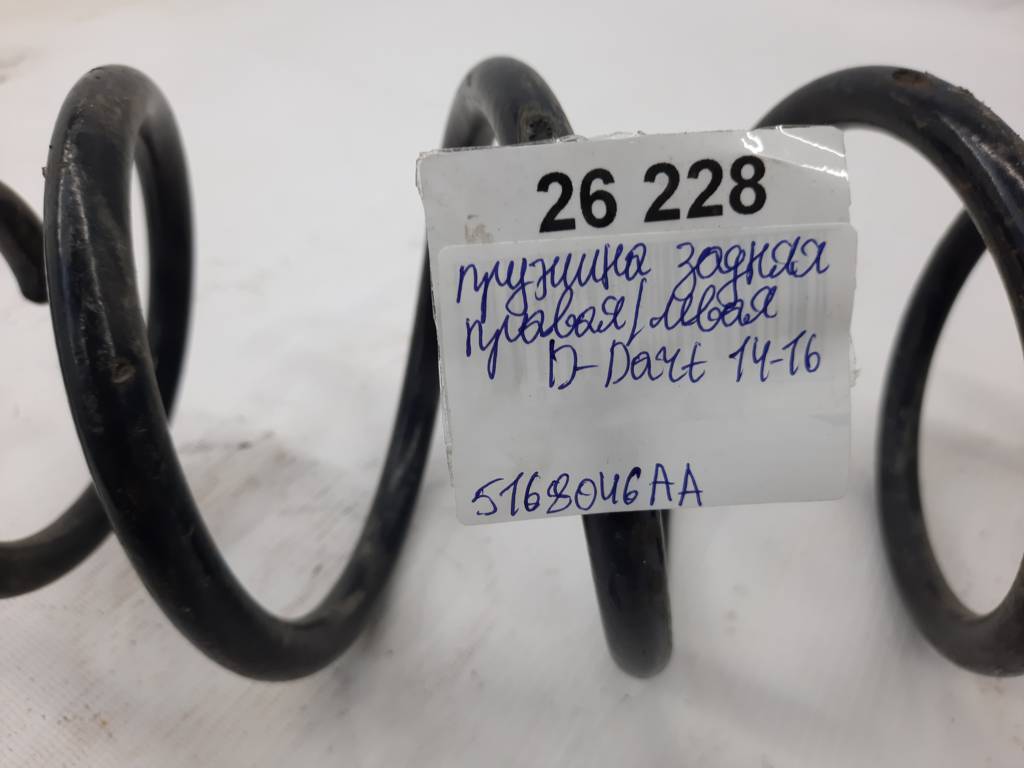 26 228
пружина задняя
правая/левая
D-Dart 14-16
5168046AA